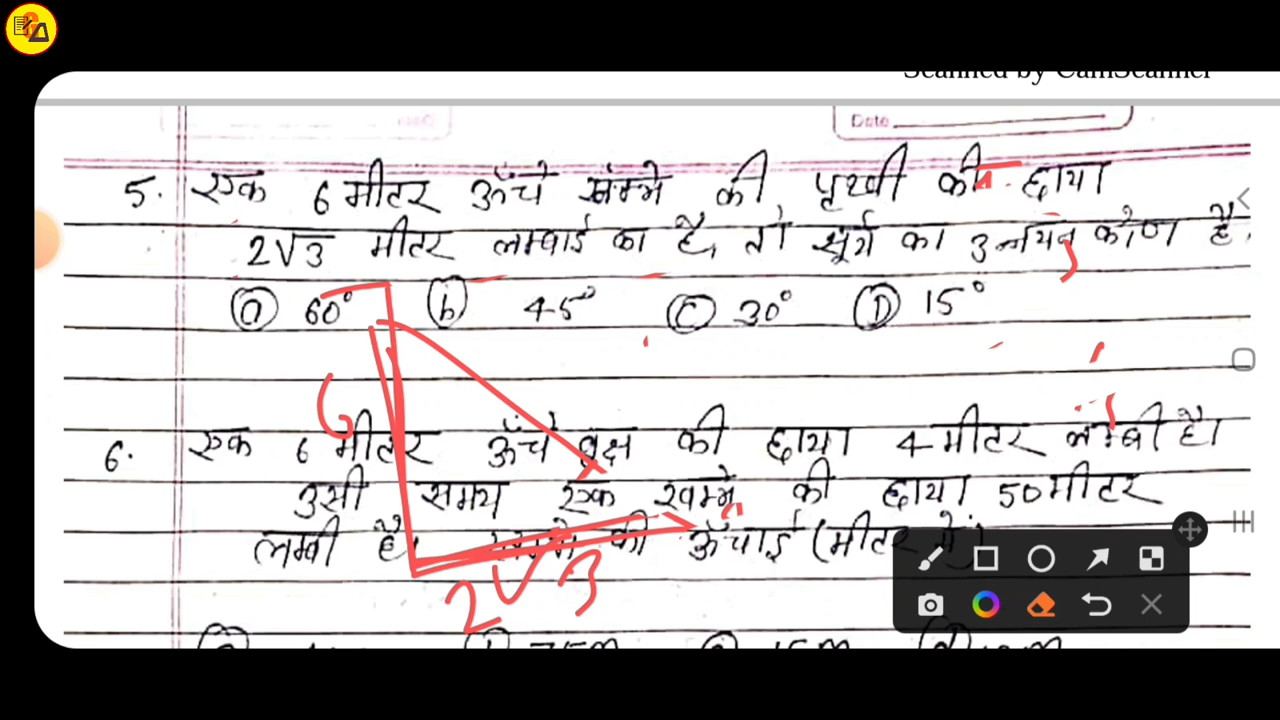 Scanned by CamScanner
Date
5. एक 6 मीटर ऊँचे खम्भे की पृथ्वी की छाया
2√3 मीटर लम्बाई का है, तो सूर्य का उन्नयन कोण है।
(a) 60° (b) 45° (c) 30° (D) 15°
6
6. एक 6 मीटर ऊँचे वृक्ष की छाया 4 मीटर लम्बी है।
उसी समय एक खम्भे की छाया 50 मीटर
लम्बी है, खम्भे की ऊँचाई (मीटर में)
2√3